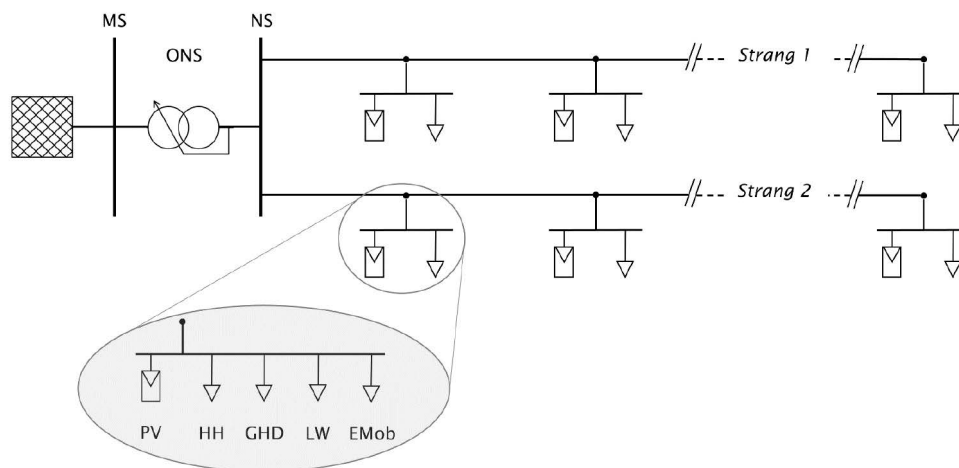 MS
NS
ONS
Strang 1
Strang 2
PV HH GHD LW EMob